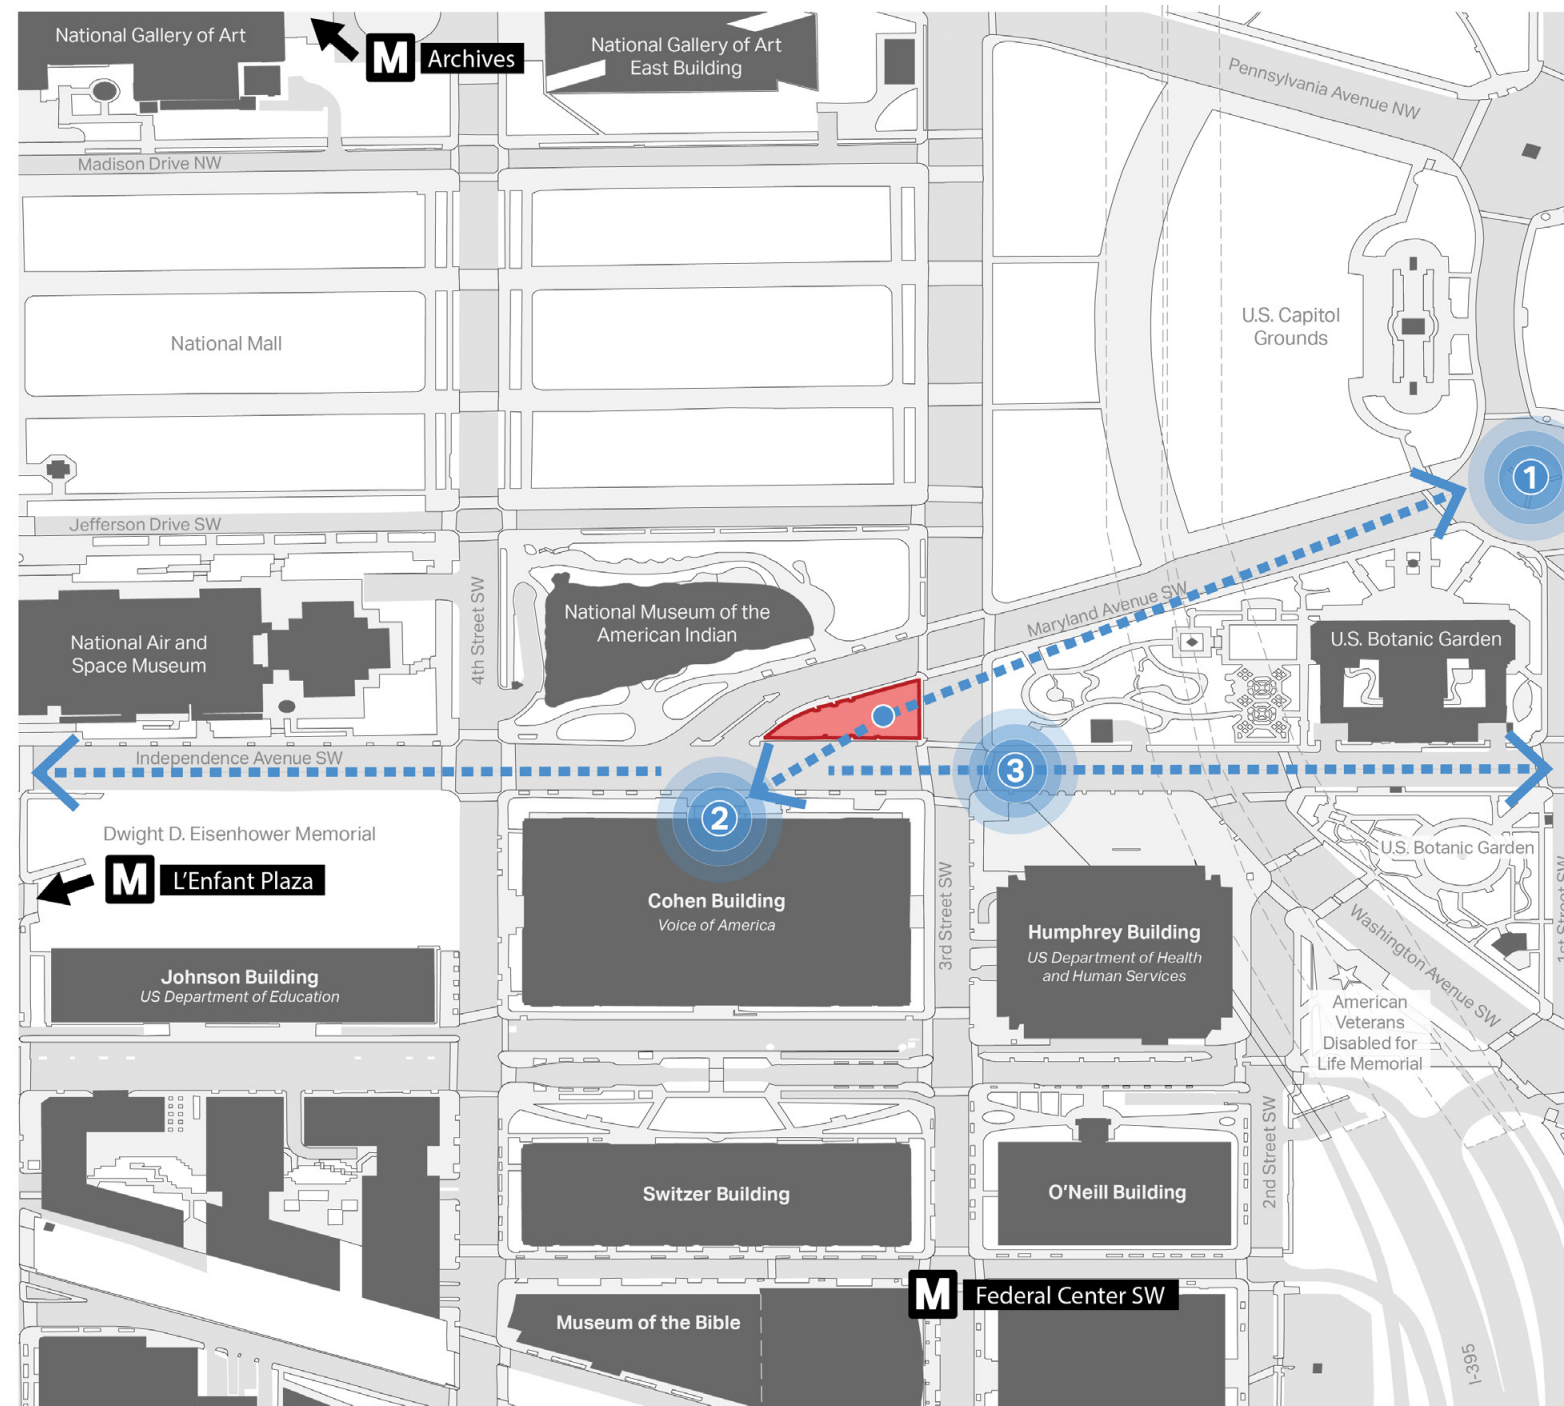 National Gallery of Art
M Archives
National Gallery of Art
East Building
Pennsylvania Avenue NW
Madison Drive NW
National Mall
U.S. Capitol
Grounds
1
Jefferson Drive SW
4th Street SW
National Museum of the
American Indian
Maryland Avenue SW
National Air and
Space Museum
U.S. Botanic Garden
Independence Avenue SW
3
2
Dwight D. Eisenhower Memorial
U.S. Botanic Garden
M L'Enfant Plaza
Cohen Building
Voice of America
3rd Street SW
Humphrey Building
US Department of Health
and Human Services
Washington Avenue SW
1st Street SW
Johnson Building
US Department of Education
American
Veterans
Disabled for
Life Memorial
2nd Street SW
Switzer Building
O'Neill Building
M Federal Center SW
Museum of the Bible
I-395